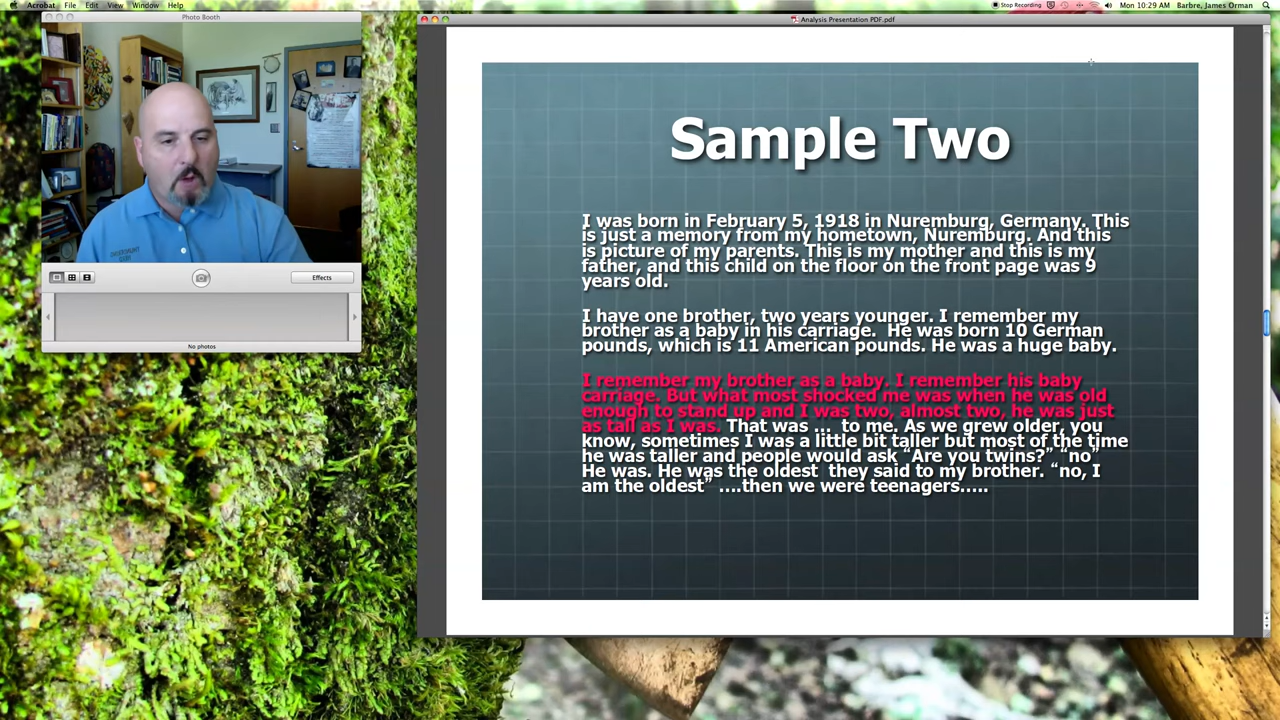 Acrobat File Edit View Window Help
Stop Recording Mon 10:29 AM Barbre, James Orman
Photo Booth
Effects
No photos
Analysis Presentation PDF.pdf
Sample Two
I was born in February 5, 1918 in Nuremburg, Germany. This
is just a memory from my hometown, Nuremburg. And this
is picture of my parents. This is my mother and this is my
father, and this child on the floor on the front page was 9
years old.
I have one brother, two years younger. I remember my
brother as a baby in his carriage. He was born 10 German
pounds, which is 11 American pounds. He was a huge baby.
I remember my brother as a baby. I remember his baby
carriage. But what most shocked me was when he was old
enough to stand up and I was two, almost two, he was just
as tall as I was. That was … to me. As we grew older, you
know, sometimes I was a little bit taller but most of the time
he was taller and people would ask “Are you twins?” “no”
He was. He was the oldest they said to my brother. “no, I
am the oldest” ….then we were teenagers…..